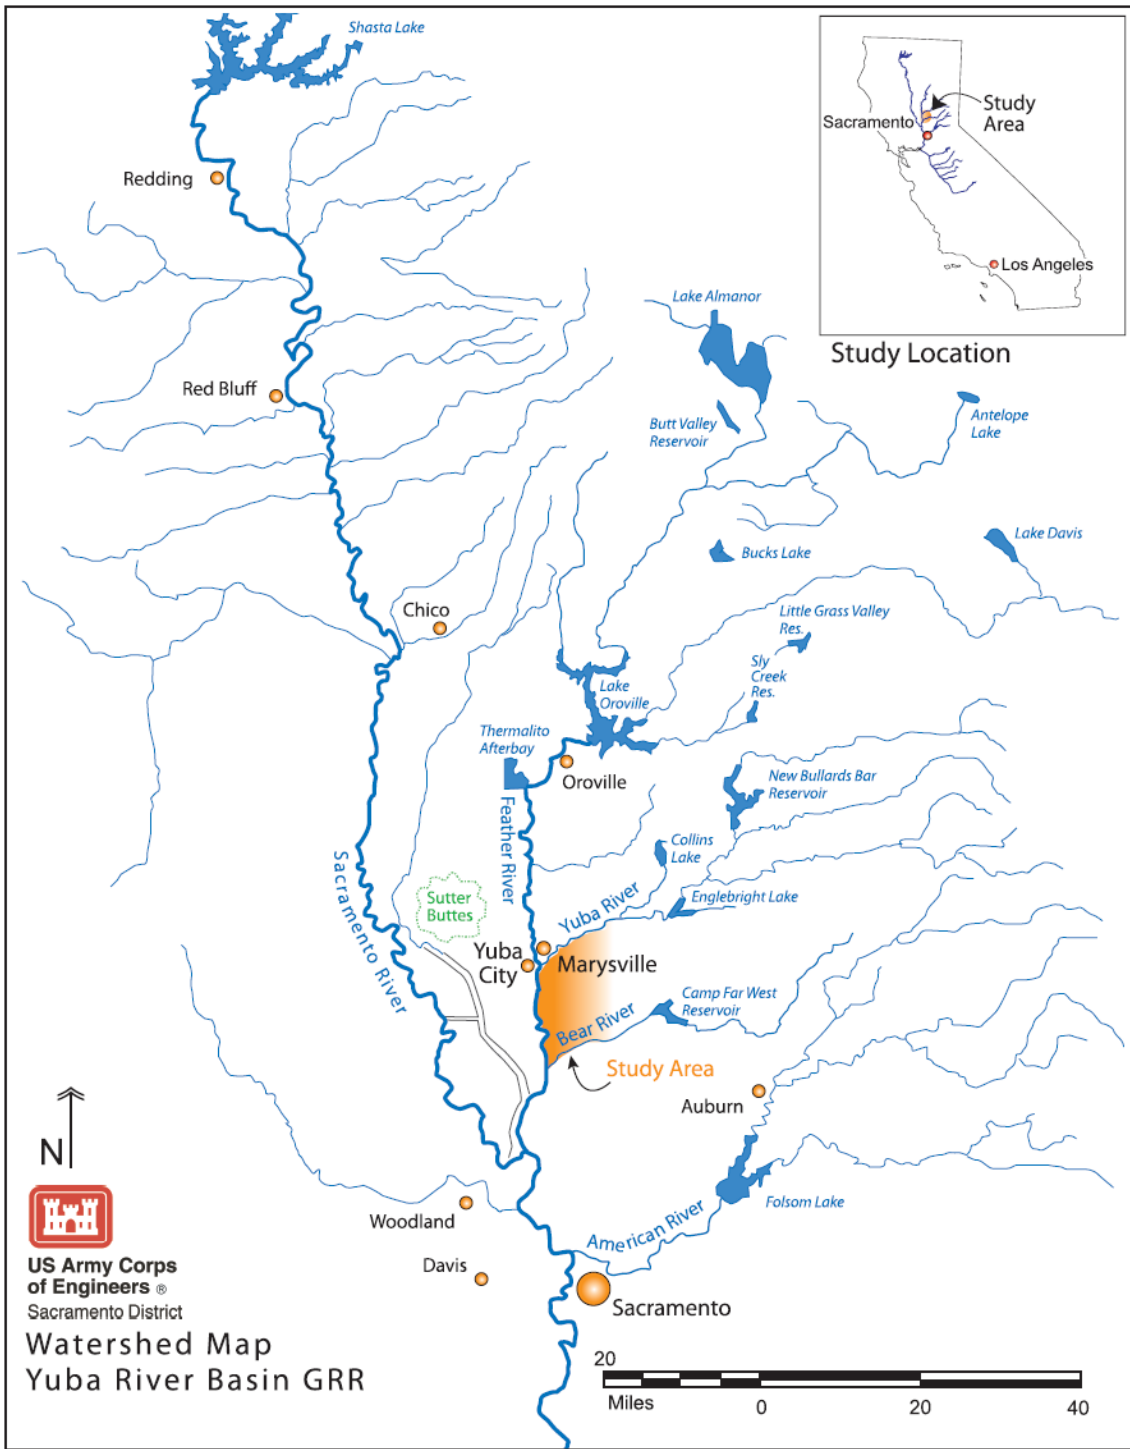 Shasta Lake
Redding
Sacramento
Study
Area
Los Angeles
Study Location
Lake Almanor
Red Bluff
Butt Valley
Reservoir
Antelope
Lake
Bucks Lake
Lake Davis
Chico
Little Grass Valley
Res.
Sly
Creek
Res.
Lake
Oroville
Thermalito
Afterbay
Oroville
New Bullards Bar
Reservoir
Feather River
Collins
Lake
Sacramento River
Sutter
Buttes
Englebright Lake
Yuba River
Yuba
City
Marysville
Camp Far West
Reservoir
Bear River
Study Area
Auburn
N
Folsom Lake
Woodland
American River
Davis
Sacramento
US Army Corps
of Engineers ®
Sacramento District
Watershed Map
Yuba River Basin GRR
20
Miles
0
20
40